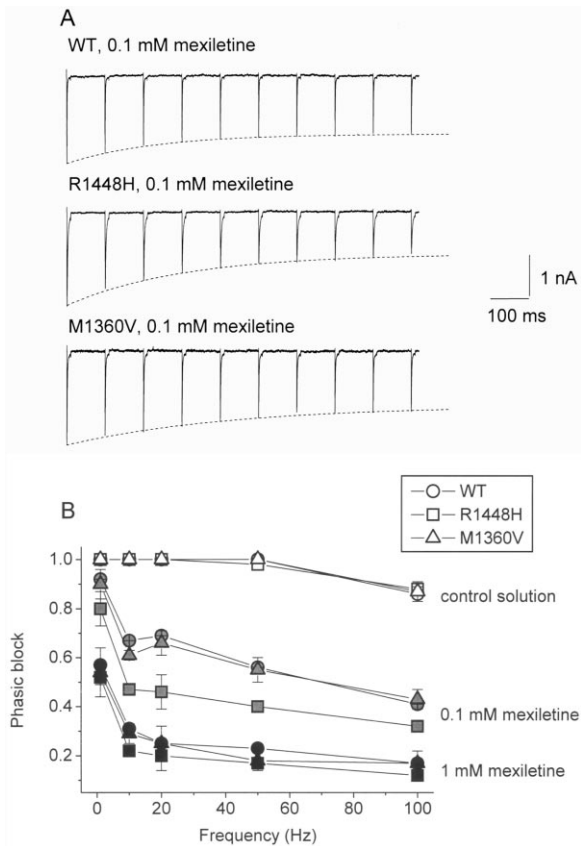 A
WT, 0.1 mM mexiletine
R1448H, 0.1 mM mexiletine
1 nA
100 ms
M1360V, 0.1 mM mexiletine
B
WT
R1448H
M1360V
1.0
0.8
0.6
0.4
0.2
Phasic block
control solution
0.1 mM mexiletine
1 mM mexiletine
0
20
40
60
80
100
Frequency (Hz)